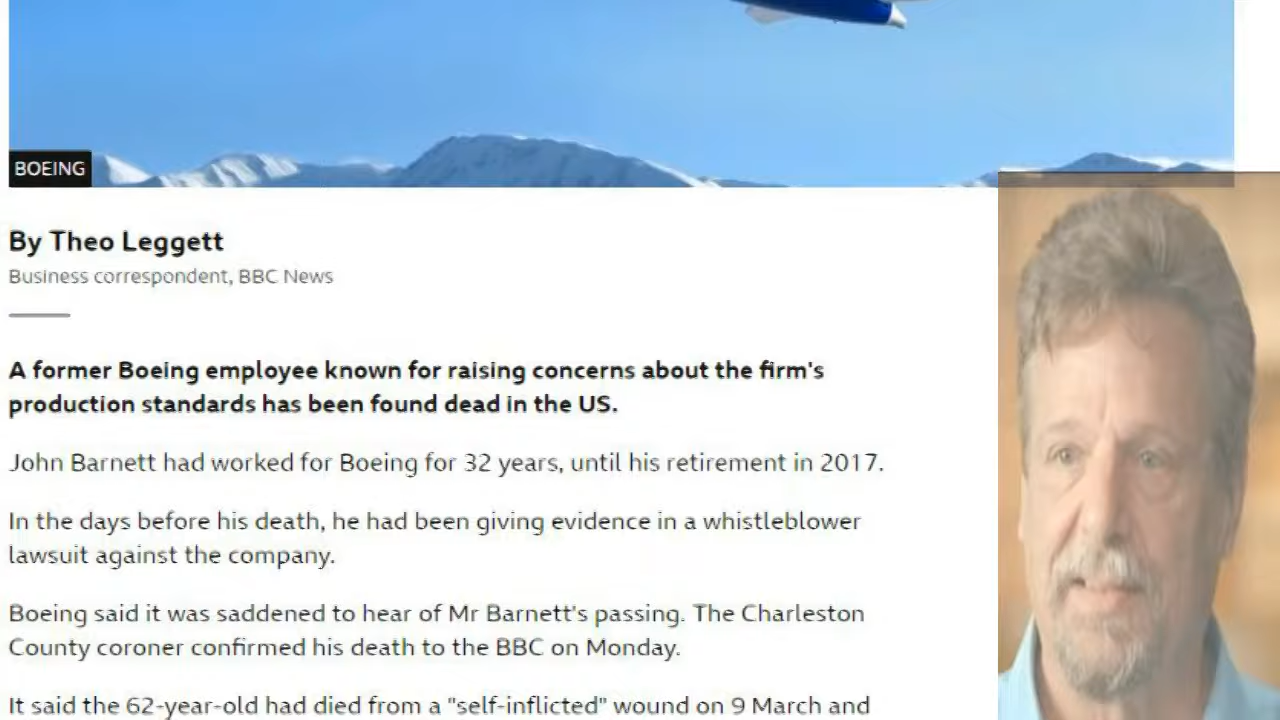 BOEING
By Theo Leggett
Business correspondent, BBC News
A former Boeing employee known for raising concerns about the firm's
production standards has been found dead in the US.
John Barnett had worked for Boeing for 32 years, until his retirement in 2017.
In the days before his death, he had been giving evidence in a whistleblower
lawsuit against the company.
Boeing said it was saddened to hear of Mr Barnett's passing. The Charleston
County coroner confirmed his death to the BBC on Monday.
It said the 62-year-old had died from a "self-inflicted" wound on 9 March and